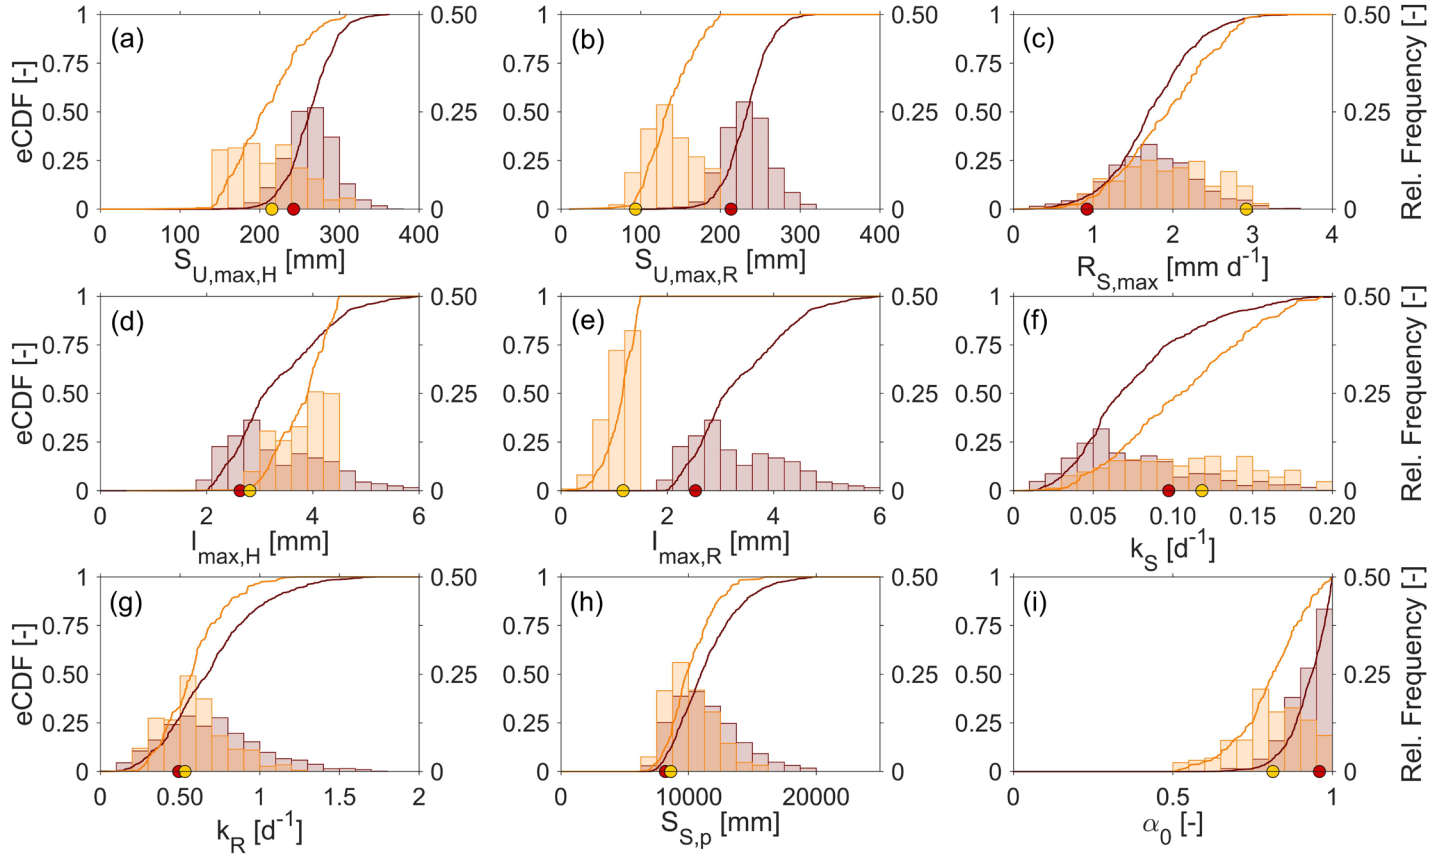 (a)
eCDF [-]
1
0.75
0.50
0.25
0
0.50
0.25
0
0 100 200 300 400
S_U,max,H [mm]
(b)
1
0.75
0.50
0.25
0
0.50
0.25
0
0 100 200 300 400
S_U,max,R [mm]
(c)
1
0.75
0.50
0.25
0
0.50
0.25
0
Rel. Frequency [-]
0 1 2 3 4
R_S,max [mm d^-1]
(d)
eCDF [-]
1
0.75
0.50
0.25
0
0.50
0.25
0
0 2 4 6
I_max,H [mm]
(e)
1
0.75
0.50
0.25
0
0.50
0.25
0
0 2 4 6
I_max,R [mm]
(f)
1
0.75
0.50
0.25
0
0.50
0.25
0
Rel. Frequency [-]
0 0.05 0.10 0.15 0.20
k_S [d^-1]
(g)
eCDF [-]
1
0.75
0.50
0.25
0
0.50
0.25
0
0 0.50 1 1.5 2
k_R [d^-1]
(h)
1
0.75
0.50
0.25
0
0.50
0.25
0
0 10000 20000
S_S,p [mm]
(i)
1
0.75
0.50
0.25
0
0.50
0.25
0
Rel. Frequency [-]
0 0.5 1
α_0 [-]